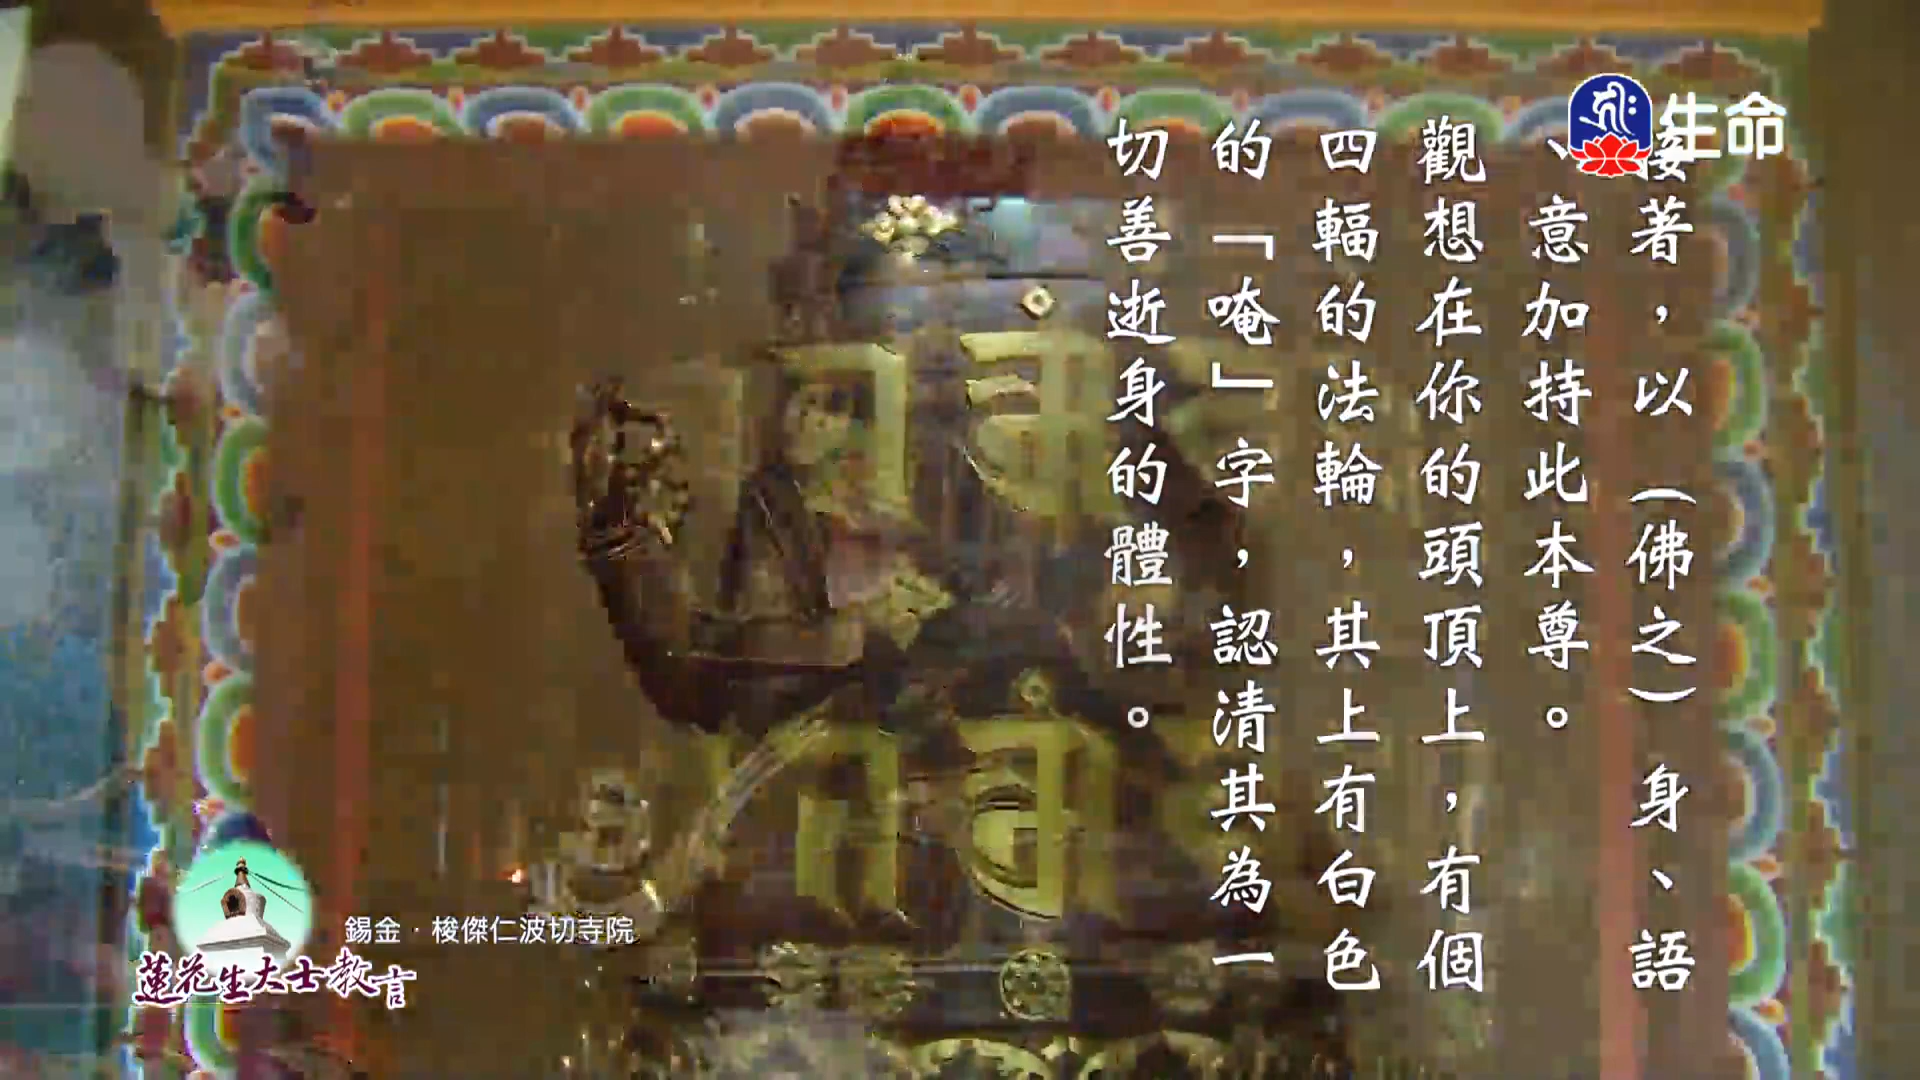 接著，以（佛之）身、語
、意加持此本尊。
觀想在你的頭頂上，有個
四輻的法輪，其上有白色
的「唵」字，認清其為一
切善逝身的體性。
生命
錫金．梭傑仁波切寺院
蓮花生大士教言